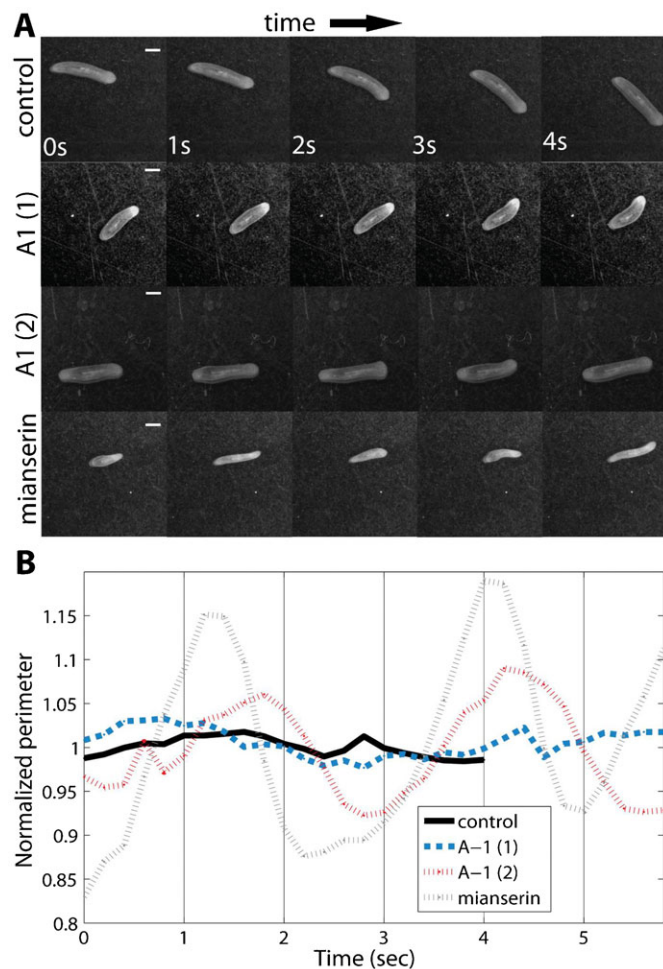 A
time
control
0s 1s 2s 3s 4s
A1 (1)
A1 (2)
mianserin
B
Normalized perimeter
1.15
1.1
1.05
1
0.95
0.9
0.85
0.8
control
A−1 (1)
A−1 (2)
mianserin
0 1 2 3 4 5
Time (sec)